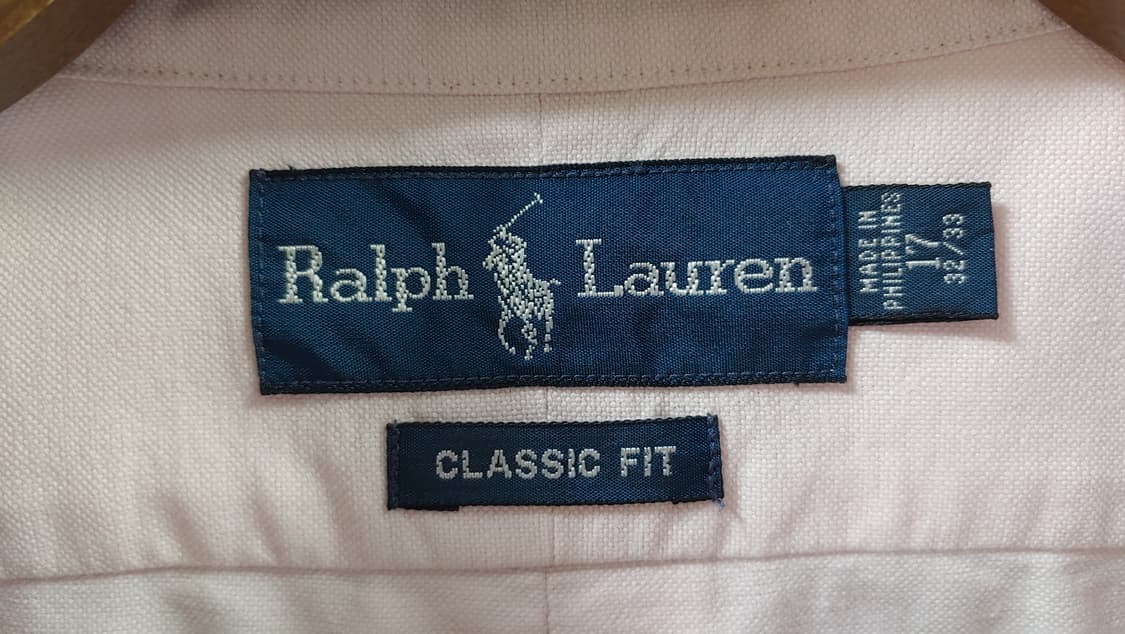 Ralph Lauren
MADE IN
PHILIPPINES
17
32/33
CLASSIC FIT